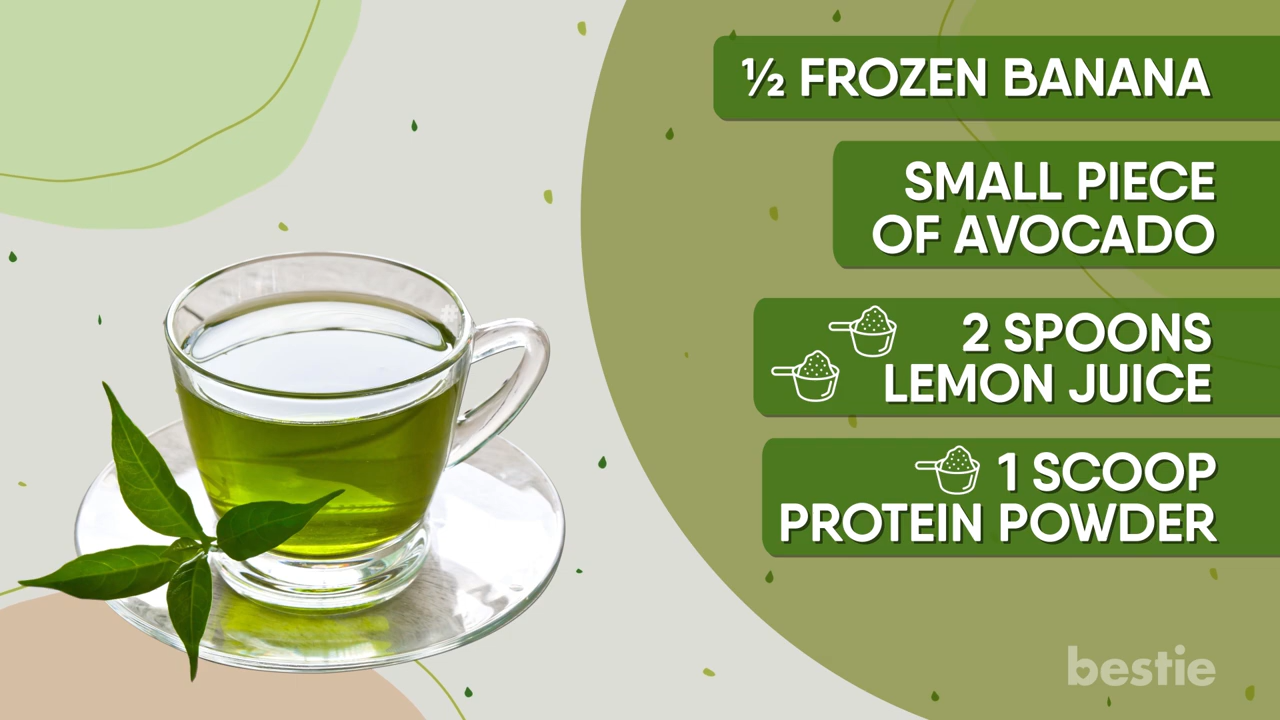 ½ FROZEN BANANA
SMALL PIECE
OF AVOCADO
2 SPOONS
LEMON JUICE
1 SCOOP
PROTEIN POWDER
bestie